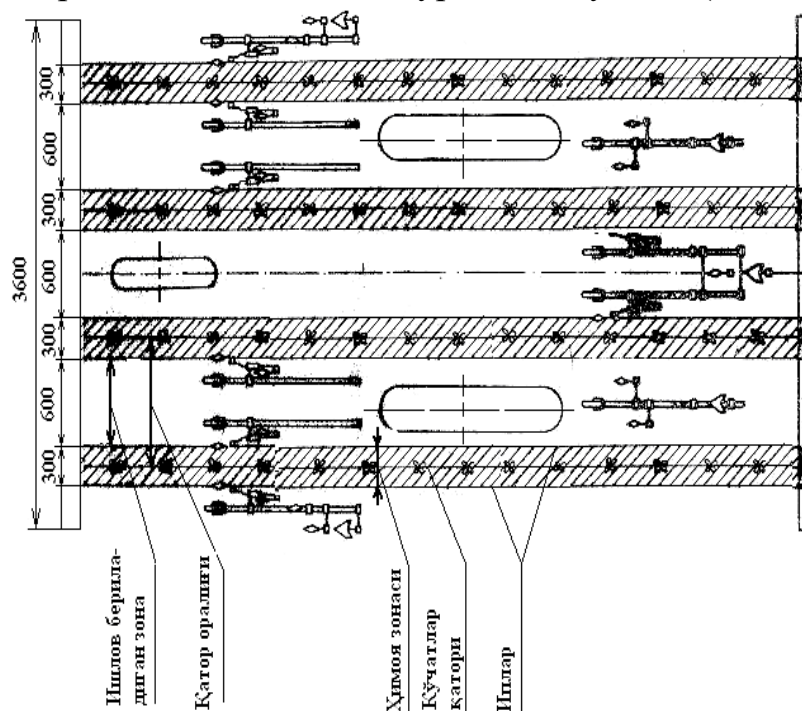 300
600
300
600
300
600
300
3600
Ишлов берила-
диган зона
Қатор оралиғи
Ҳимоя зонаси
Кўчатлар
қатори
Иплар